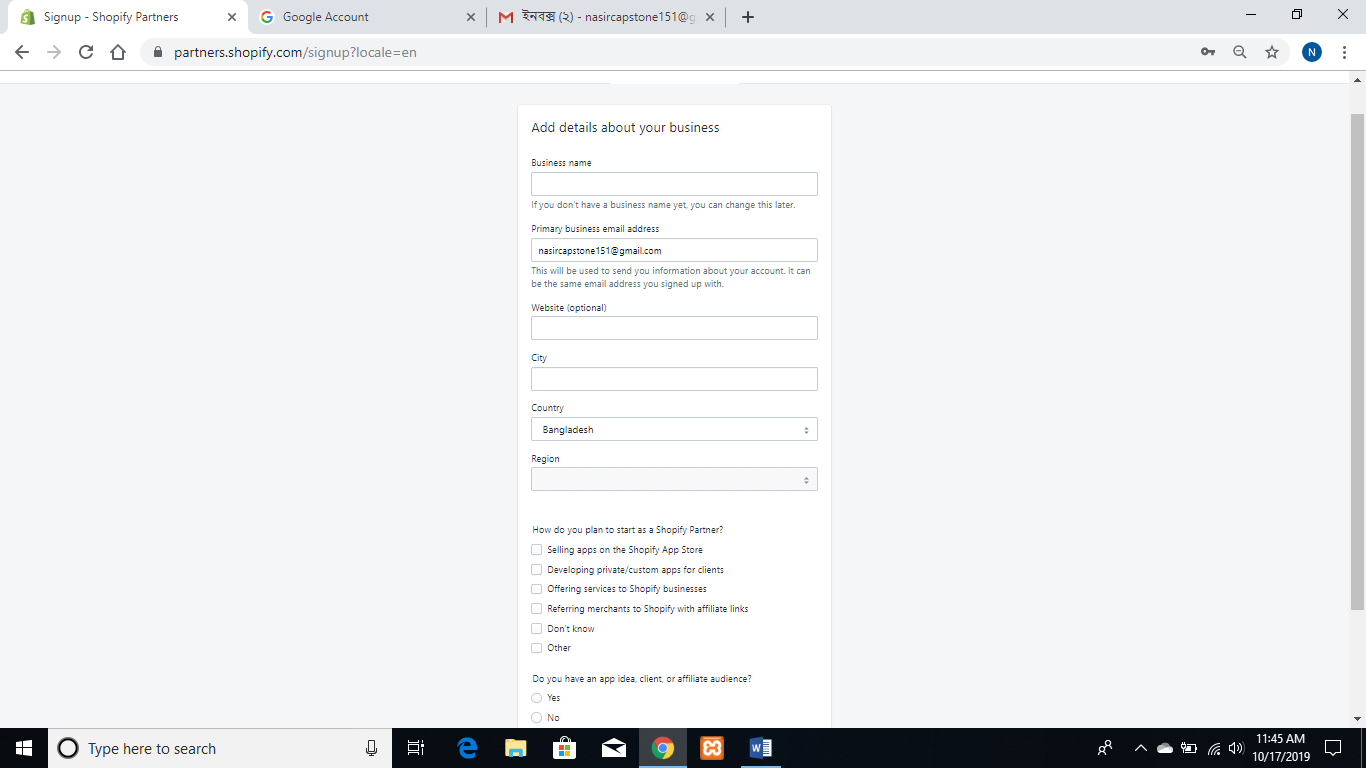 Signup - Shopify Partners
Google Account
ইনবক্স (২) - nasircapstone151@g
partners.shopify.com/signup?locale=en
N
Add details about your business
Business name
If you don't have a business name yet, you can change this later.
Primary business email address
nasircapstone151@gmail.com
This will be used to send you information about your account. It can
be the same email address you signed up with.
Website (optional)
City
Country
Bangladesh
Region
How do you plan to start as a Shopify Partner?
Selling apps on the Shopify App Store
Developing private/custom apps for clients
Offering services to Shopify businesses
Referring merchants to Shopify with affiliate links
Don't know
Other
Do you have an app idea, client, or affiliate audience?
Yes
No
Type here to search
11:45 AM
10/17/2019